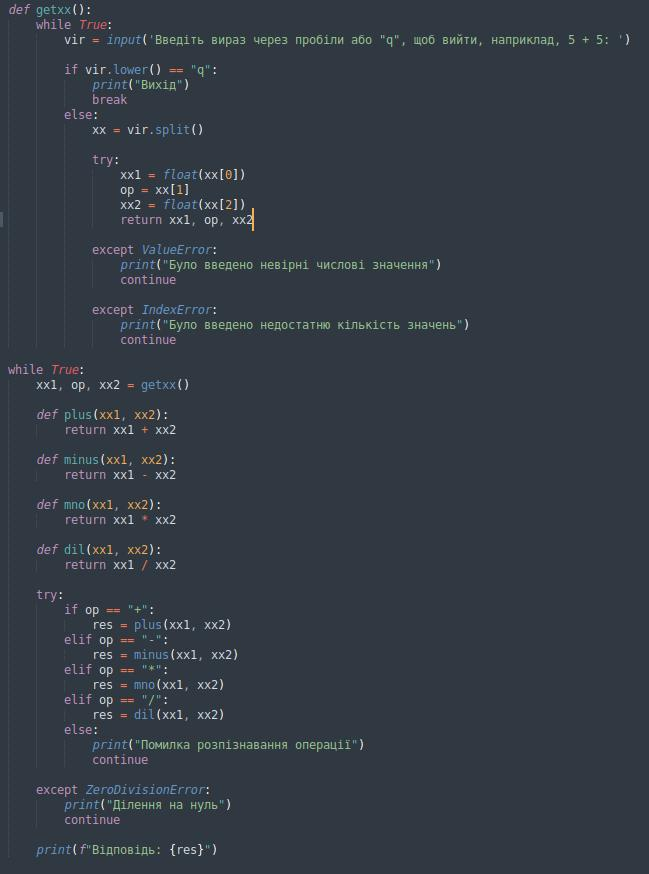 def getxx():
    while True:
        vir = input('Введіть вираз через пробіли або "q", щоб вийти, наприклад, 5 + 5: ')
        if vir.lower() == "q":
            print("Вихід")
            break
        else:
            xx = vir.split()
            try:
                xx1 = float(xx[0])
                op = xx[1]
                xx2 = float(xx[2])
                return xx1, op, xx2
            except ValueError:
                print("Було введено невірні числові значення")
                continue
            except IndexError:
                print("Було введено недостатню кількість значень")
                continue
while True:
    xx1, op, xx2 = getxx()
    def plus(xx1, xx2):
        return xx1 + xx2
    def minus(xx1, xx2):
        return xx1 - xx2
    def mno(xx1, xx2):
        return xx1 * xx2
    def dil(xx1, xx2):
        return xx1 / xx2
    try:
        if op == "+":
            res = plus(xx1, xx2)
        elif op == "-":
            res = minus(xx1, xx2)
        elif op == "*":
            res = mno(xx1, xx2)
        elif op == "/":
            res = dil(xx1, xx2)
        else:
            print("Помилка розпізнавання операції")
            continue
    except ZeroDivisionError:
        print("Ділення на нуль")
        continue
    print(f"Відповідь: {res}")